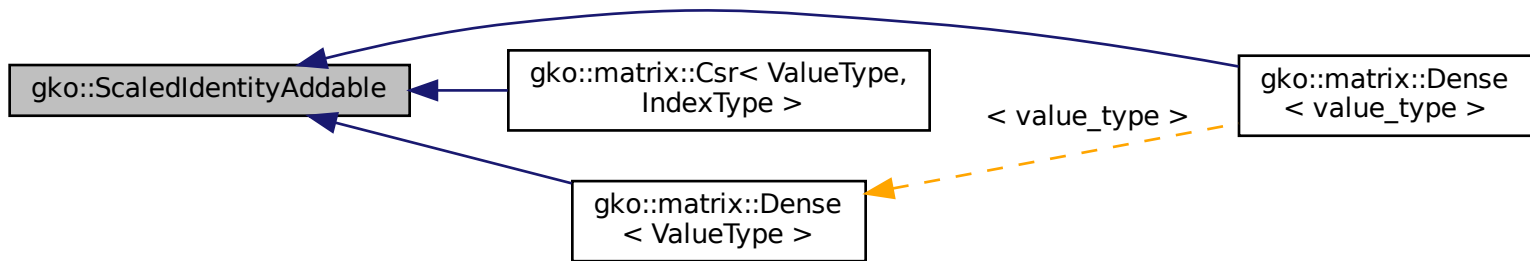 gko::ScaledIdentityAddable
gko::matrix::Csr< ValueType,
IndexType >
gko::matrix::Dense
< ValueType >
< value_type >
gko::matrix::Dense
< value_type >